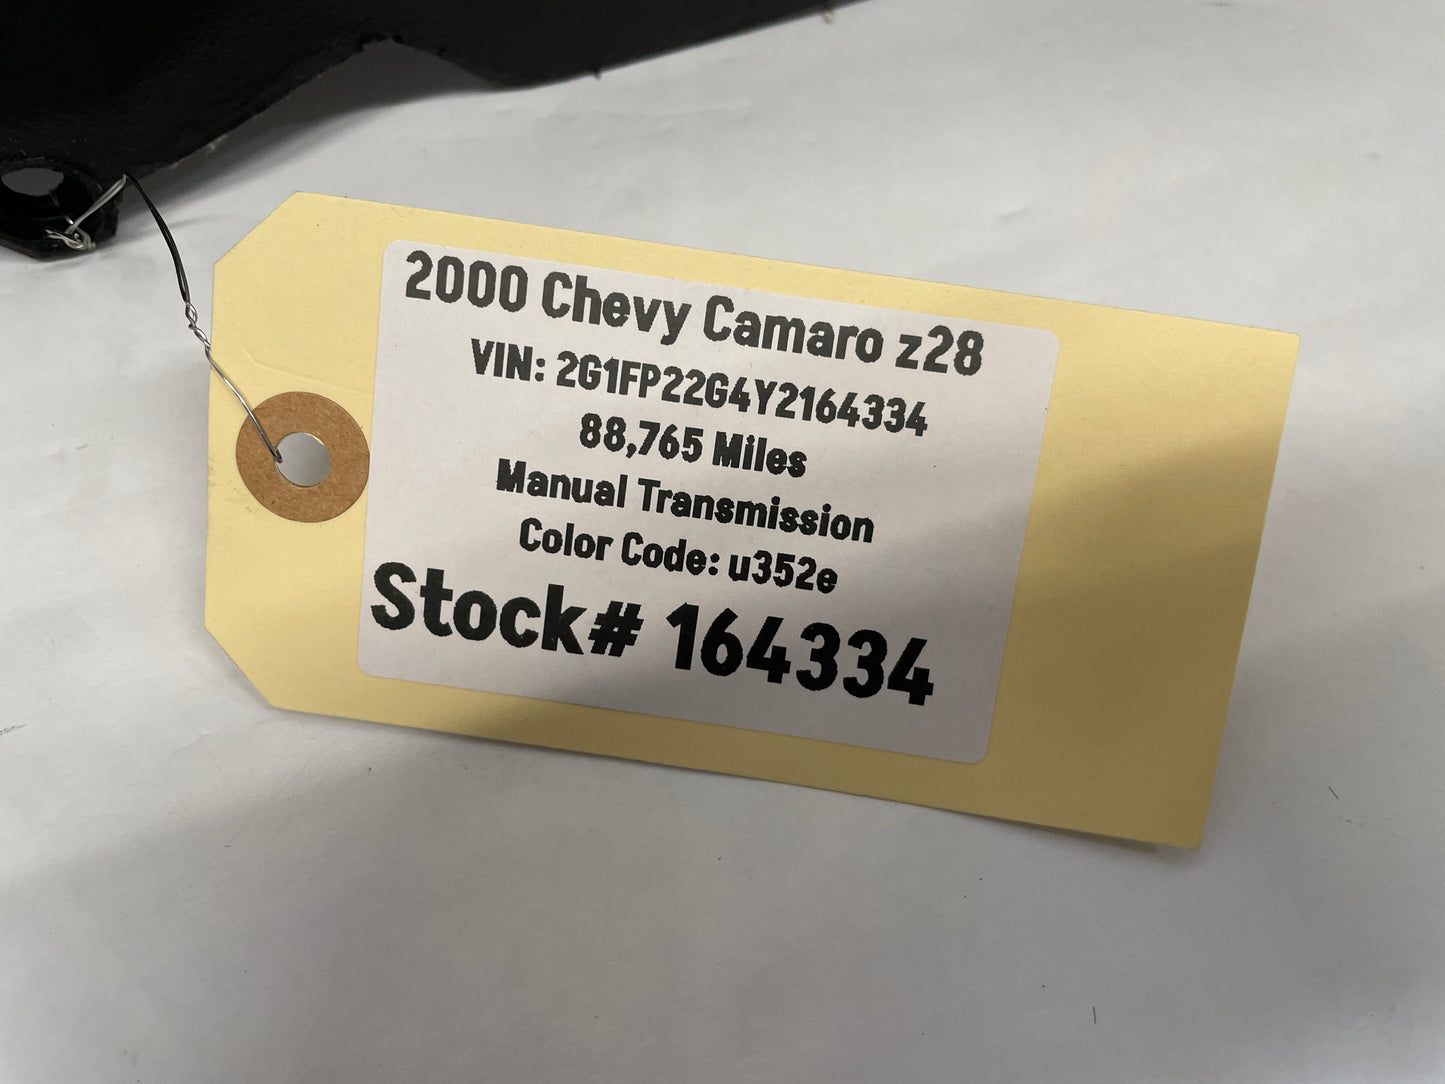 2000 Chevy Camaro z28
VIN: 2G1FP22G4Y2164334
88,765 Miles
Manual Transmission
Color Code: u352e
Stock# 164334